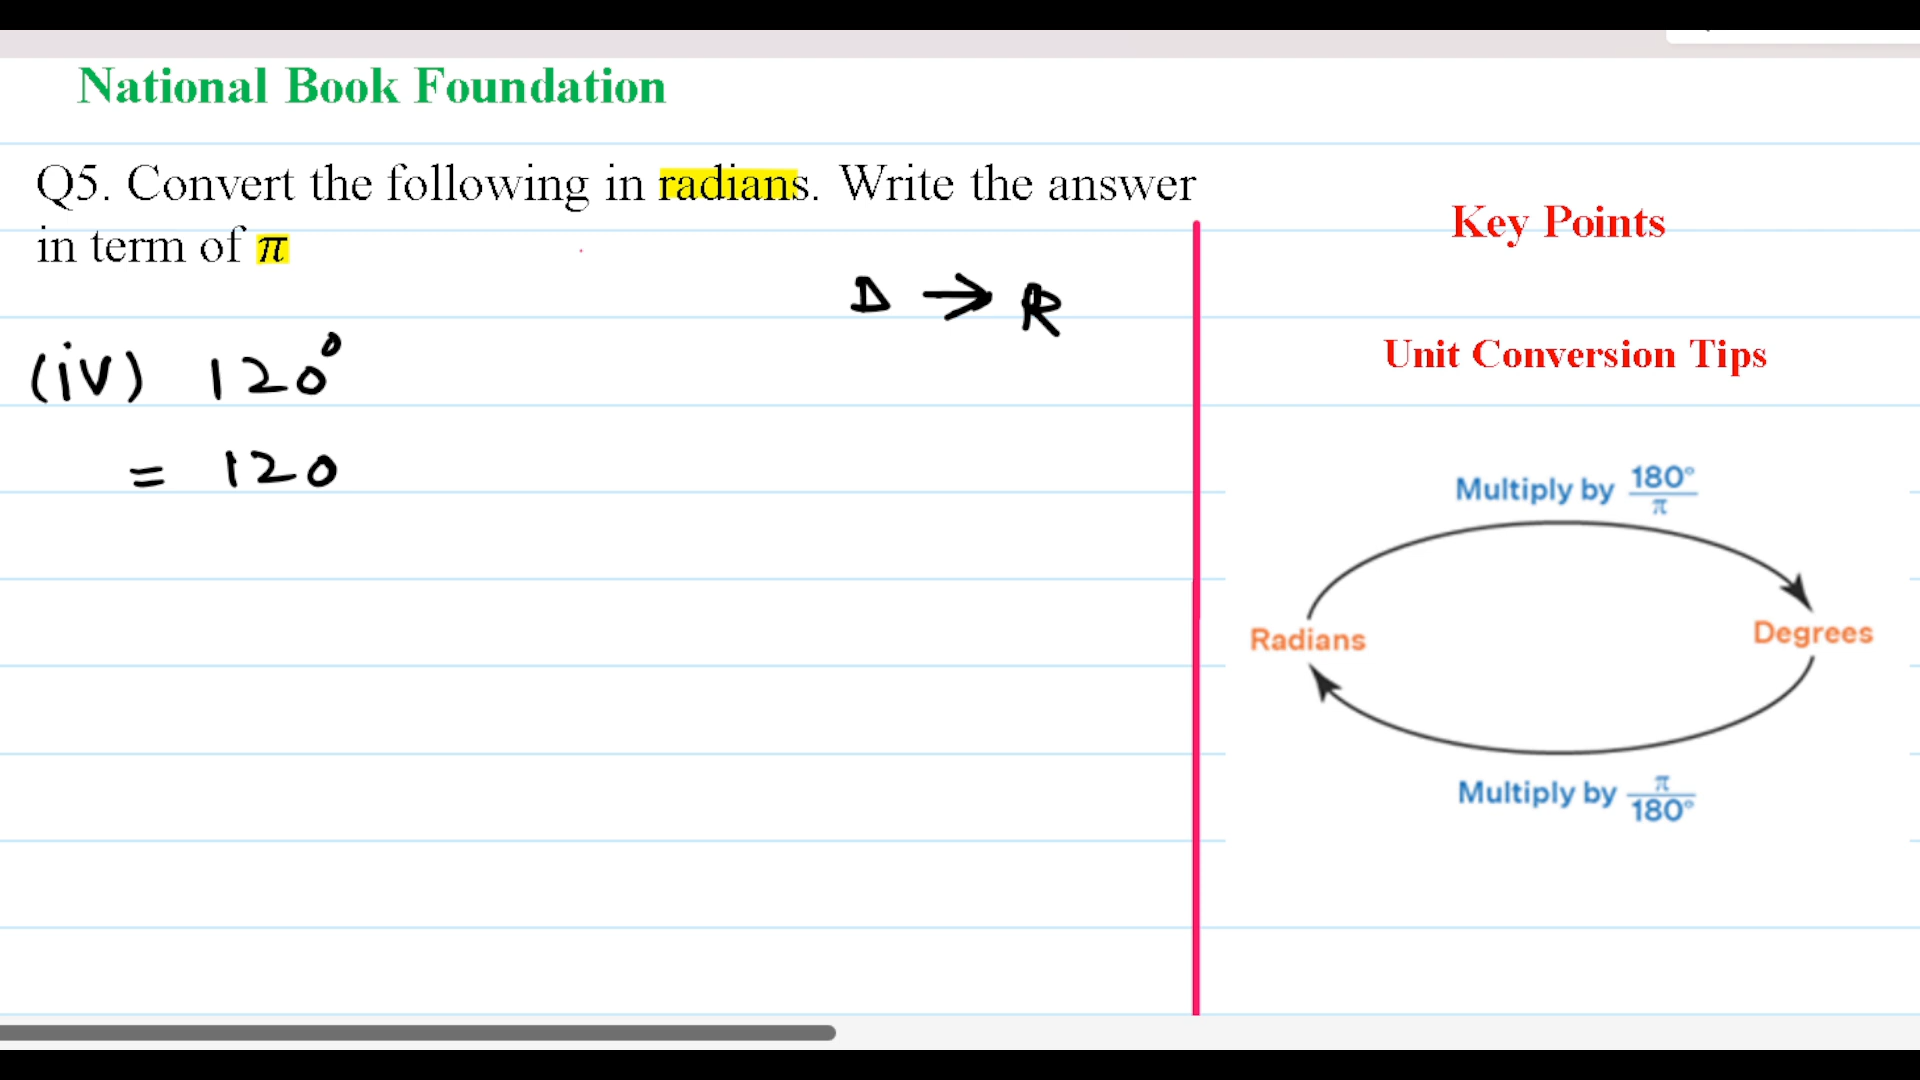 National Book Foundation
Q5. Convert the following in radians. Write the answer
in term of π
D → R
(iv) 120°
= 120
Key Points
Unit Conversion Tips
Multiply by 180°/π
Radians
Degrees
Multiply by π/180°